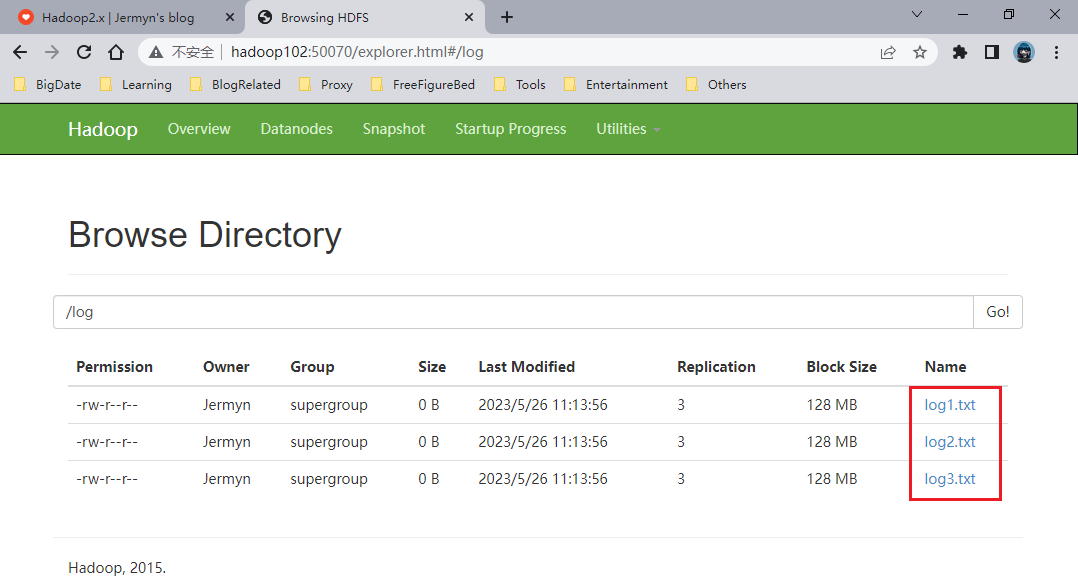 Hadoop2.x | Jermyn's blog
Browsing HDFS
不安全 hadoop102:50070/explorer.html#/log
BigDate Learning BlogRelated Proxy FreeFigureBed Tools Entertainment Others
Hadoop Overview Datanodes Snapshot Startup Progress Utilities
Browse Directory
/log Go!
Permission Owner Group Size Last Modified Replication Block Size Name
-rw-r--r-- Jermyn supergroup 0 B 2023/5/26 11:13:56 3 128 MB log1.txt
-rw-r--r-- Jermyn supergroup 0 B 2023/5/26 11:13:56 3 128 MB log2.txt
-rw-r--r-- Jermyn supergroup 0 B 2023/5/26 11:13:56 3 128 MB log3.txt
Hadoop, 2015.